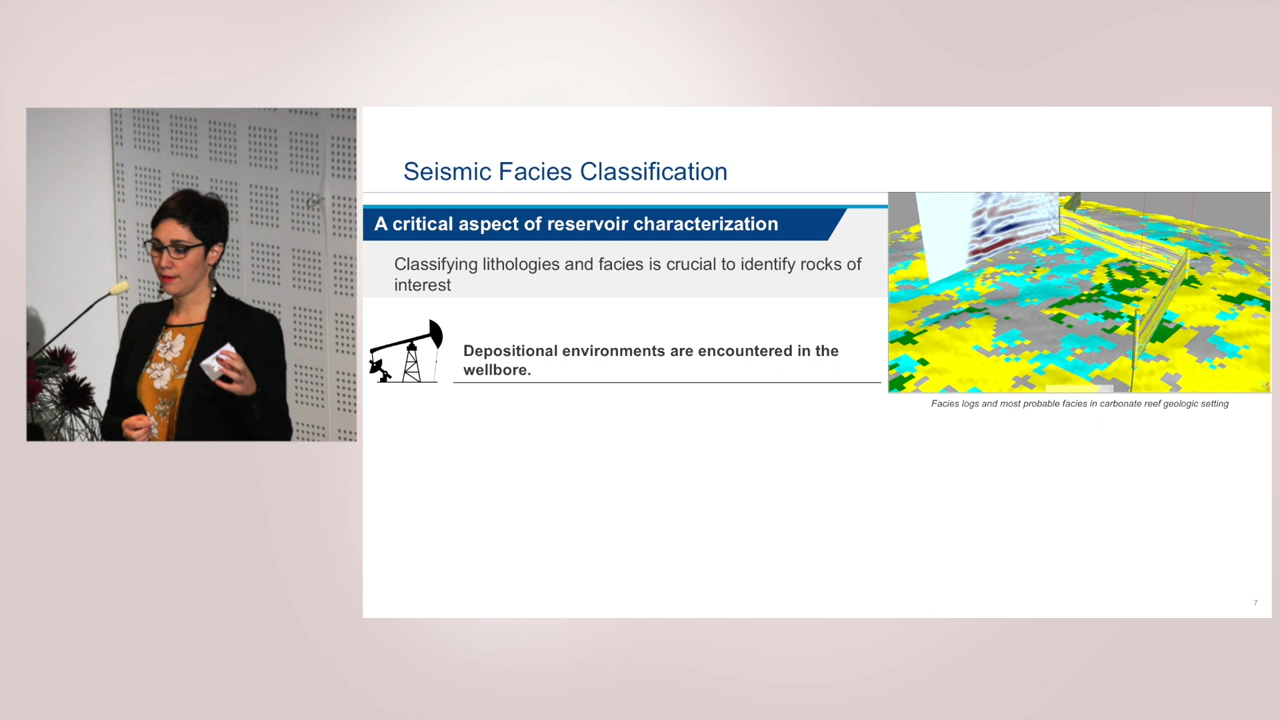 Seismic Facies Classification
A critical aspect of reservoir characterization
Classifying lithologies and facies is crucial to identify rocks of
interest
Depositional environments are encountered in the
wellbore.
Facies logs and most probable facies in carbonate reef geologic setting
7